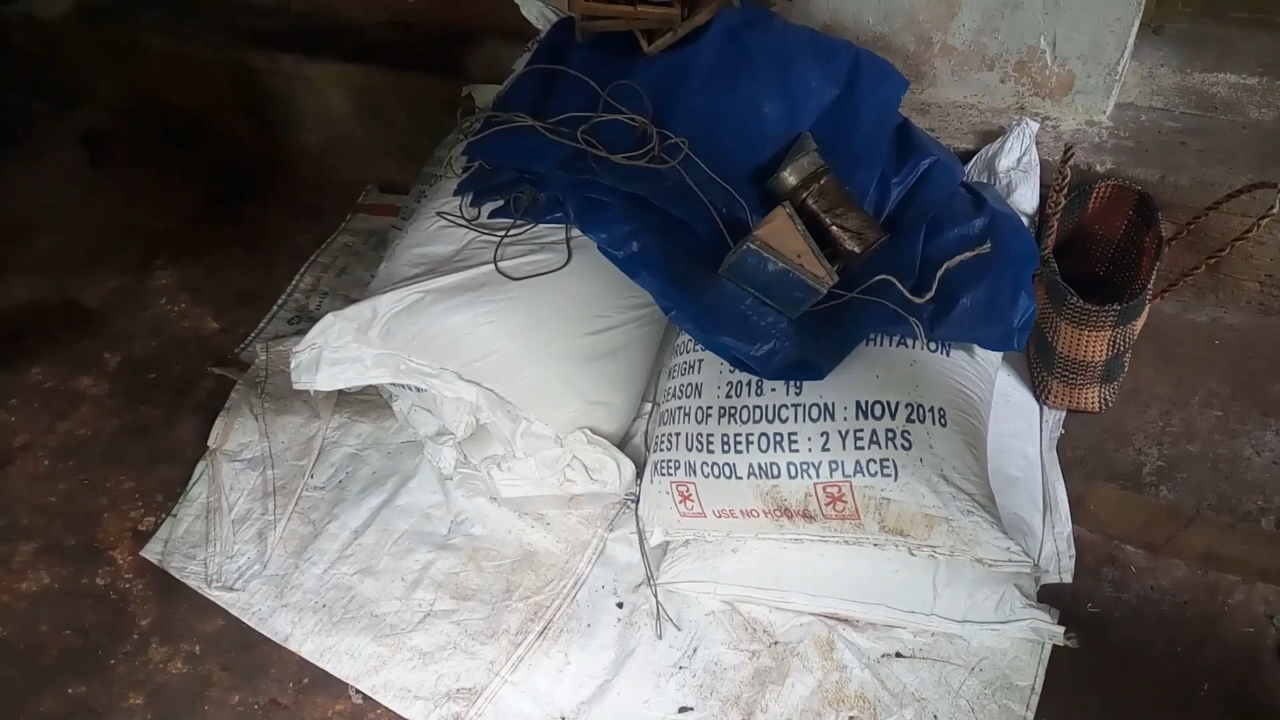 WEIGHT :
SEASON : 2018 - 19
MONTH OF PRODUCTION : NOV 2018
BEST USE BEFORE : 2 YEARS
(KEEP IN COOL AND DRY PLACE)
USE NO HOOKS